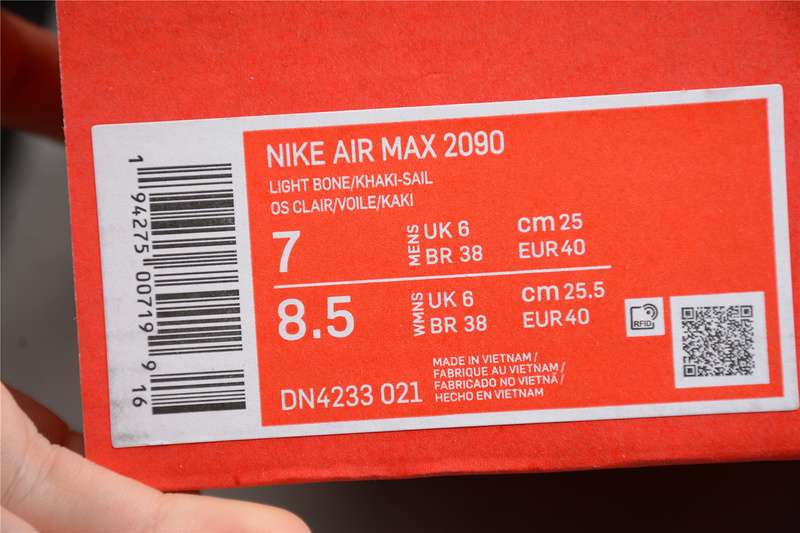 NIKE AIR MAX 2090
LIGHT BONE/KHAKI-SAIL
OS CLAIR/VOILE/KAKI
7 MENS UK 6 cm 25
BR 38 EUR 40
8.5 WMNS UK 6 cm 25.5
BR 38 EUR 40
RFID
DN4233 021
MADE IN VIETNAM /
FABRIQUE AU VIETNAM /
FABRICADO NO VIETNÃ /
HECHO EN VIETNAM
1 94275 00719 9 16